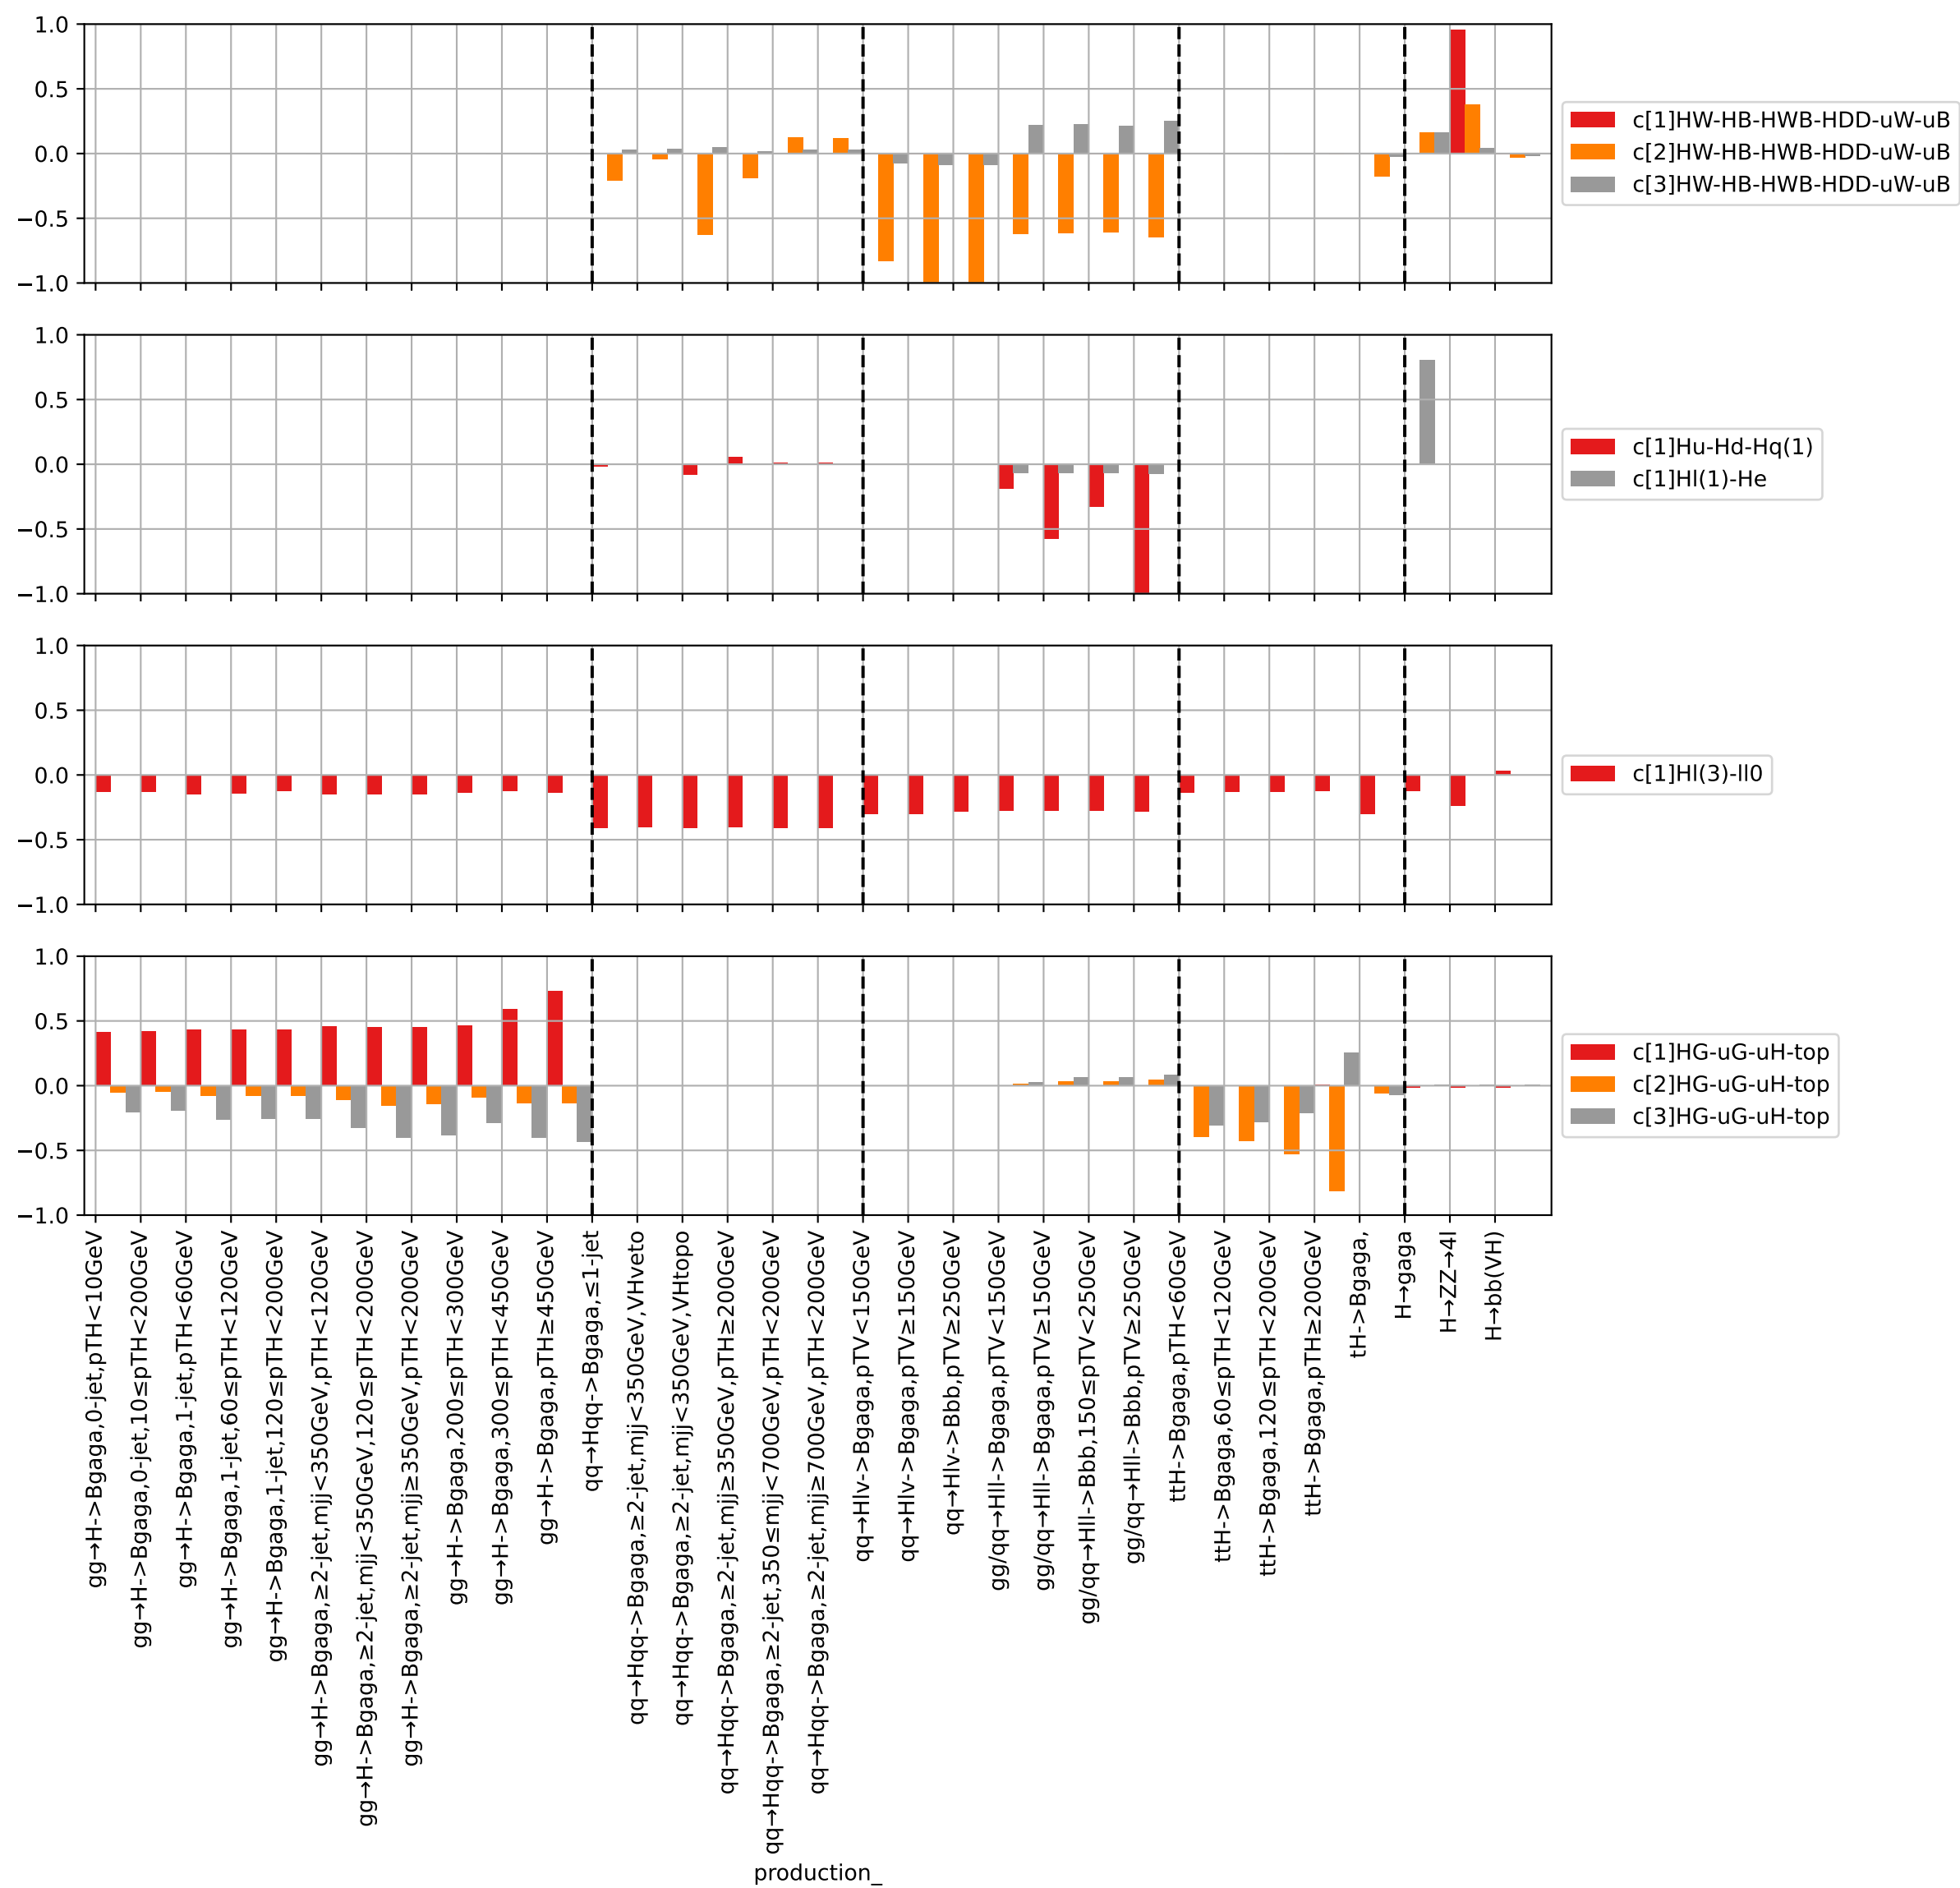 1.0
0.5
0.0
−0.5
−1.0
c[1]HW-HB-HWB-HDD-uW-uB
c[2]HW-HB-HWB-HDD-uW-uB
c[3]HW-HB-HWB-HDD-uW-uB
1.0
0.5
0.0
−0.5
−1.0
c[1]Hu-Hd-Hq(1)
c[1]Hl(1)-He
1.0
0.5
0.0
−0.5
−1.0
c[1]Hl(3)-ll0
1.0
0.5
0.0
−0.5
−1.0
c[1]HG-uG-uH-top
c[2]HG-uG-uH-top
c[3]HG-uG-uH-top
gg→H->Bgaga,0-jet,pTH<10GeV
gg→H->Bgaga,0-jet,10≤pTH<200GeV
gg→H->Bgaga,1-jet,pTH<60GeV
gg→H->Bgaga,1-jet,60≤pTH<120GeV
gg→H->Bgaga,1-jet,120≤pTH<200GeV
gg→H->Bgaga,≥2-jet,mjj<350GeV,pTH<120GeV
gg→H->Bgaga,≥2-jet,mjj<350GeV,120≤pTH<200GeV
gg→H->Bgaga,≥2-jet,mjj≥350GeV,pTH<200GeV
gg→H->Bgaga,200≤pTH<300GeV
gg→H->Bgaga,300≤pTH<450GeV
gg→H->Bgaga,pTH≥450GeV
qq→Hqq->Bgaga,≤1-jet
qq→Hqq->Bgaga,≥2-jet,mjj<350GeV,VHveto
qq→Hqq->Bgaga,≥2-jet,mjj<350GeV,VHtopo
qq→Hqq->Bgaga,≥2-jet,mjj≥350GeV,pTH≥200GeV
qq→Hqq->Bgaga,≥2-jet,350≤mjj<700GeV,pTH<200GeV
qq→Hqq->Bgaga,≥2-jet,mjj≥700GeV,pTH<200GeV
qq→Hlv->Bgaga,pTV<150GeV
qq→Hlv->Bgaga,pTV≥150GeV
qq→Hlv->Bbb,pTV≥250GeV
gg/qq→Hll->Bgaga,pTV<150GeV
gg/qq→Hll->Bgaga,pTV≥150GeV
gg/qq→Hll->Bbb,150≤pTV<250GeV
gg/qq→Hll->Bbb,pTV≥250GeV
ttH->Bgaga,pTH<60GeV
ttH->Bgaga,60≤pTH<120GeV
ttH->Bgaga,120≤pTH<200GeV
ttH->Bgaga,pTH≥200GeV
tH->Bgaga,
H→gaga
H→ZZ→4l
H→bb(VH)
production_